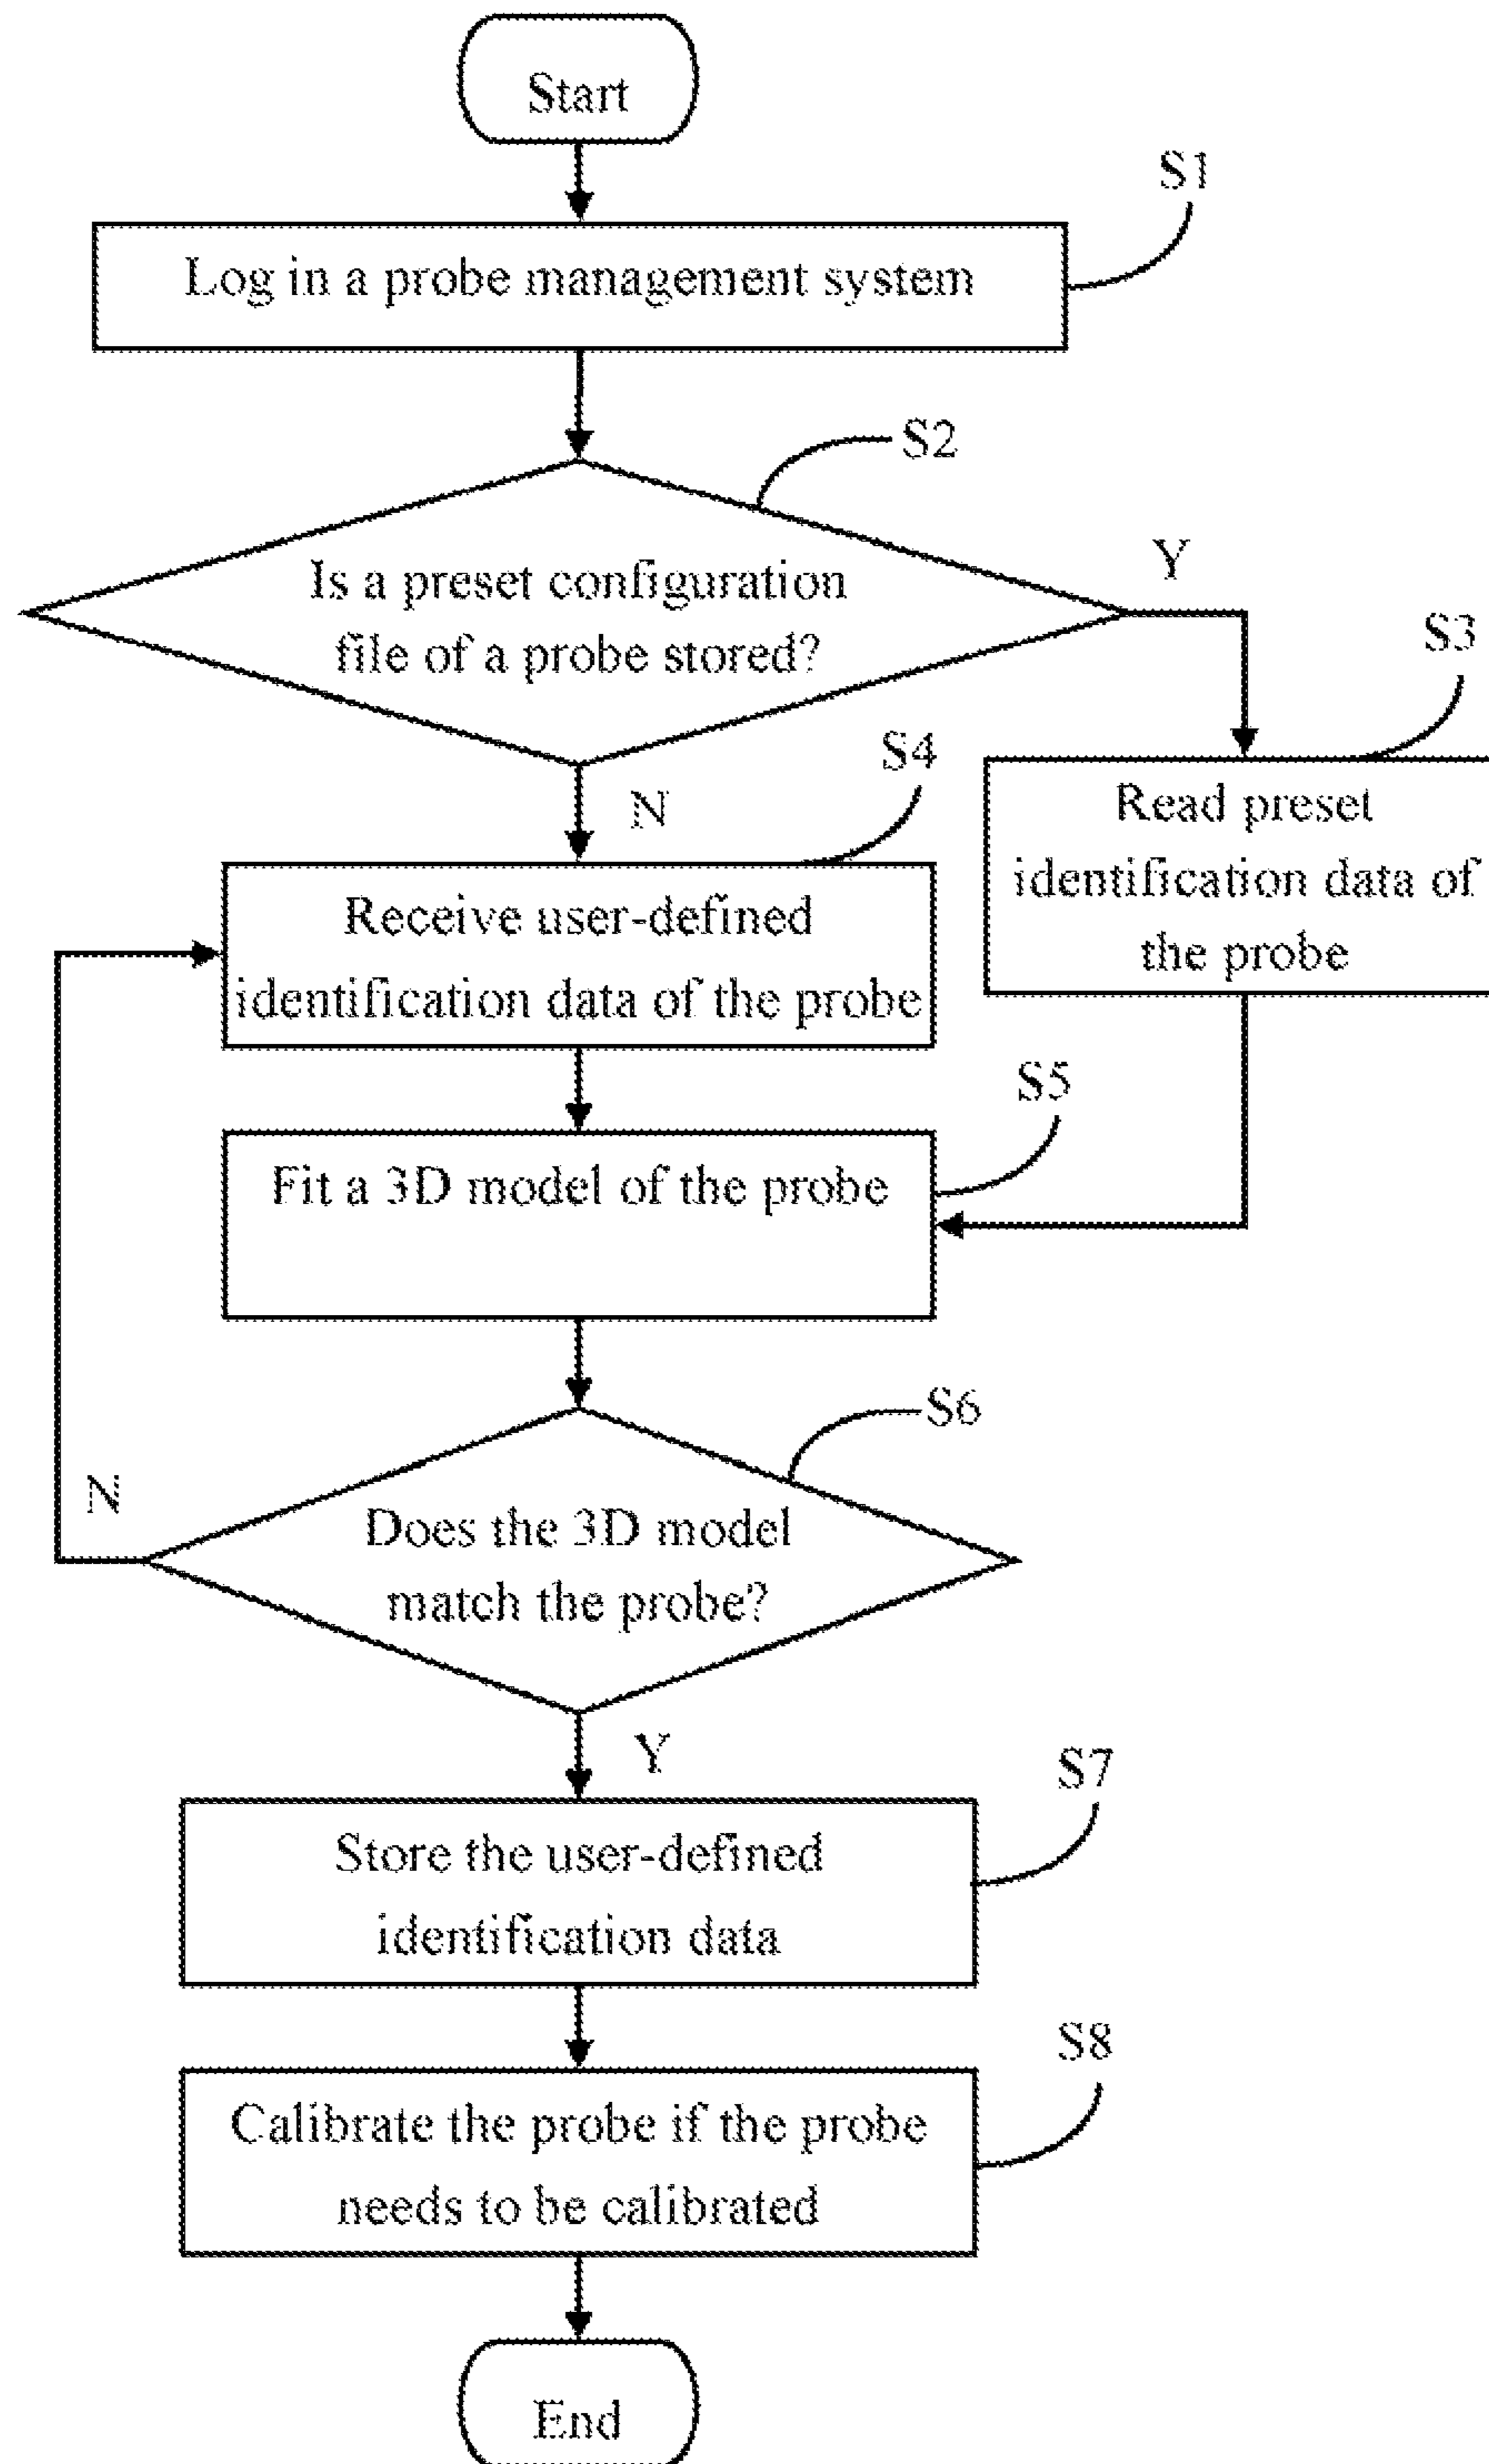 Start
S1
Log in a probe management system
S2
Is a preset configuration
file of a probe stored?
Y
S3
Read preset
identification data of
the probe
N
S4
Receive user-defined
identification data of the probe
S5
Fit a 3D model of the probe
S6
Does the 3D model
match the probe?
N
Y
S7
Store the user-defined
identification data
S8
Calibrate the probe if the probe
needs to be calibrated
End